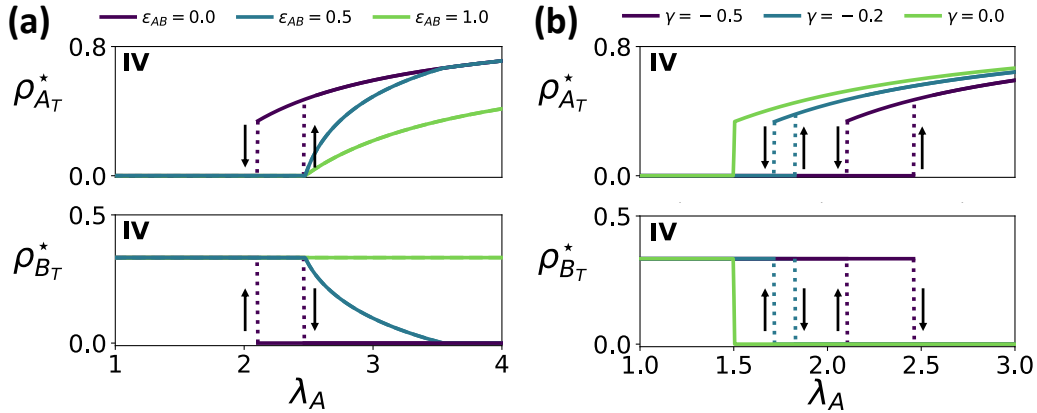 (a)
ε_AB = 0.0 ε_AB = 0.5 ε_AB = 1.0
0.8
IV
ρ*_A_T
0.0
0.5
IV
ρ*_B_T
0.0
1 2 3 4
λ_A
(b)
γ = − 0.5 γ = − 0.2 γ = 0.0
0.8
IV
ρ*_A_T
0.0
0.5
IV
ρ*_B_T
0.0
1.0 1.5 2.0 2.5 3.0
λ_A